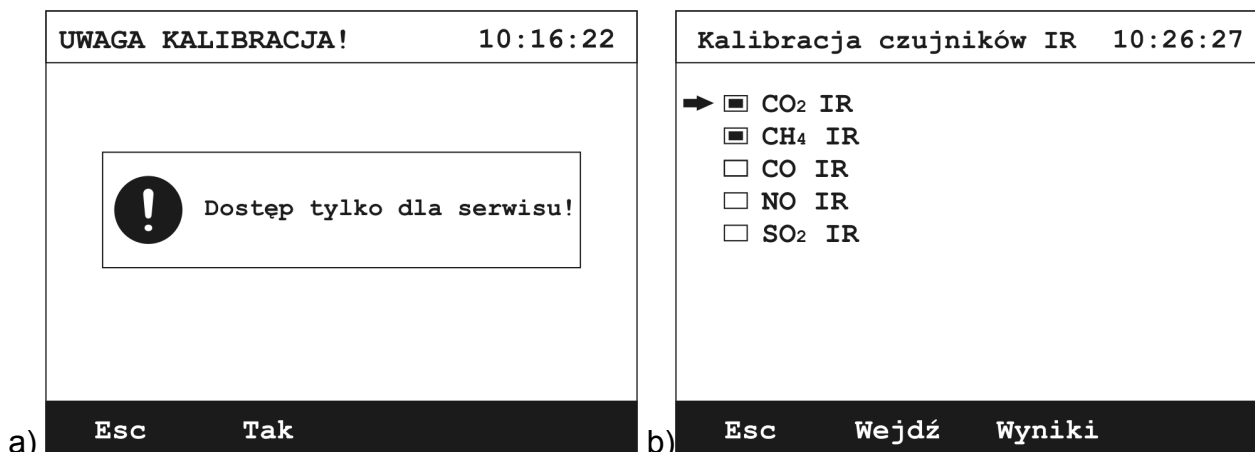 UWAGA KALIBRACJA! 10:16:22
! Dostęp tylko dla serwisu!
Esc Tak
a)
Kalibracja czujników IR 10:26:27
CO₂ IR
CH₄ IR
CO IR
NO IR
SO₂ IR
Esc Wejdź Wyniki
b)